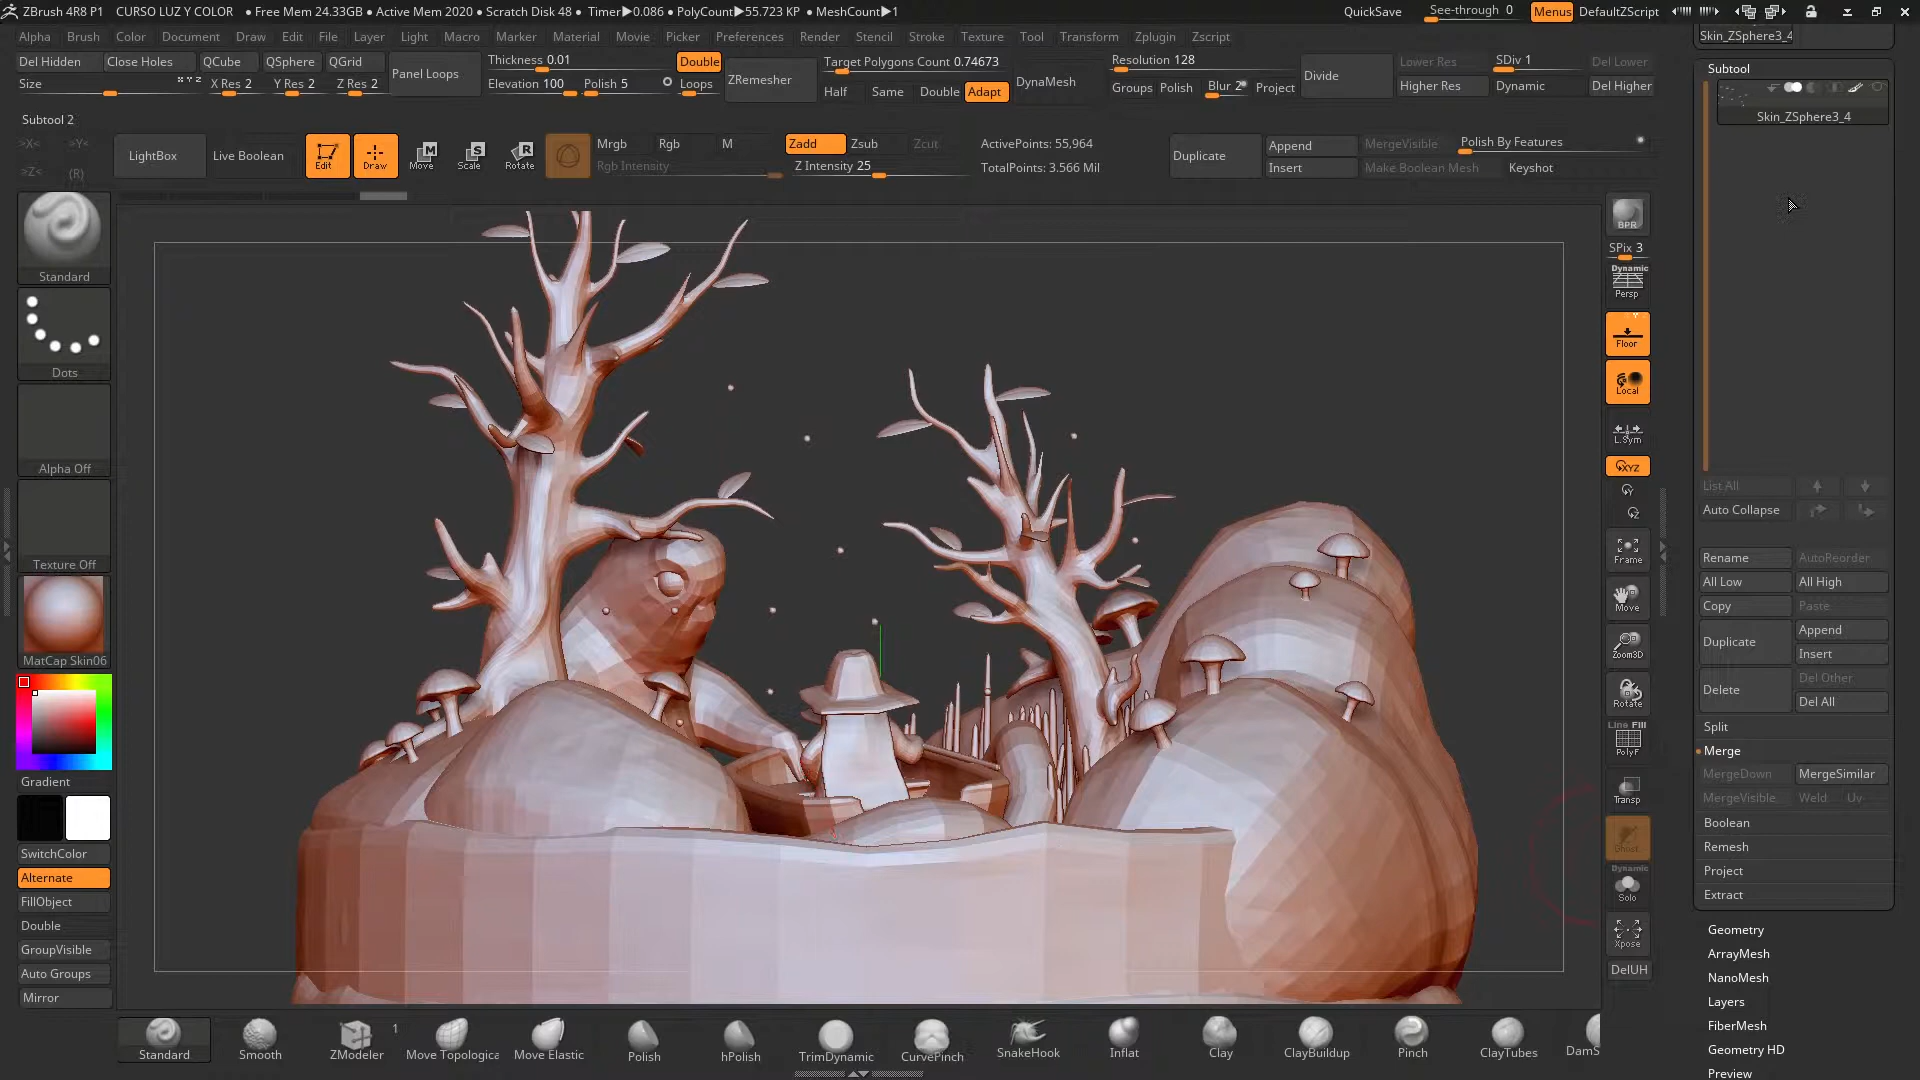 ZBrush 4R8 P1 CURSO LUZ Y COLOR ● Free Mem 24.33GB ● Active Mem 2020 ● Scratch Disk 48 ● Timer▶0.086 ● PolyCount▶55.723 KP ● MeshCount▶1 QuickSave See-through 0 Menus DefaultZScript
Alpha Brush Color Document Draw Edit File Layer Light Macro Marker Material Movie Picker Preferences Render Stencil Stroke Texture Tool Transform Zplugin Zscript
Skin_ZSphere3_4
Del Hidden Close Holes QCube QSphere QGrid Panel Loops Thickness 0.01 Double ZRemesher Target Polygons Count 0.74673 DynaMesh Resolution 128 Divide Lower Res SDiv 1 Del Lower
Size X Res 2 Y Res 2 Z Res 2 Elevation 100 Polish 5 Loops Half Same Double Adapt Groups Polish Blur 2 Project Higher Res Dynamic Del Higher
Subtool 2
>X< >Y<
>Z< (R)
LightBox Live Boolean Edit Draw Move Scale Rotate
Mrgb Rgb M Zadd Zsub Zcut ActivePoints: 55,964 Duplicate Append MergeVisible Polish By Features
Rgb Intensity Z Intensity 25 TotalPoints: 3.566 Mil Insert Make Boolean Mesh Keyshot
Standard
Dots
Alpha Off
Texture Off
MatCap Skin06
Gradient
SwitchColor
Alternate
FillObject
Double
GroupVisible
Auto Groups
Mirror
BPR
SPix 3
Dynamic
Persp
Floor
Local
L.Sym
XYZ
Y
Z
Frame
Move
Zoom3D
Rotate
Line Fill
PolyF
Transp
Ghost
Dynamic
Solo
Xpose
DelUH
Subtool
Skin_ZSphere3_4
List All
Auto Collapse
Rename AutoReorder
All Low All High
Copy Paste
Duplicate Append
Insert
Delete Del Other
Del All
Split
Merge
MergeDown MergeSimilar
MergeVisible Weld Uv
Boolean
Remesh
Project
Extract
Geometry
ArrayMesh
NanoMesh
Layers
FiberMesh
Geometry HD
Preview
1
Standard Smooth ZModeler Move Topologica Move Elastic Polish hPolish TrimDynamic CurvePinch SnakeHook Inflat Clay ClayBuildup Pinch ClayTubes DamS